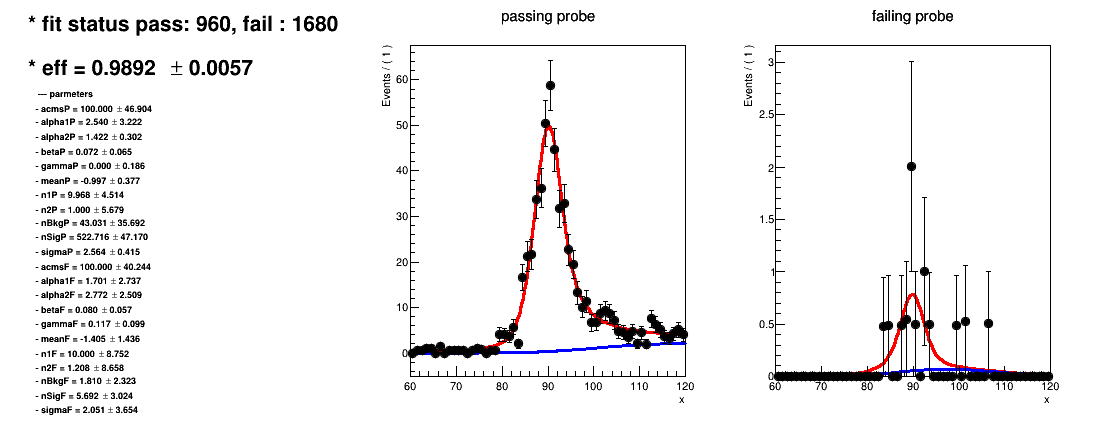 * fit status pass: 960, fail : 1680
* eff = 0.9892 ± 0.0057
--- parmeters
- acmsP = 100.000 ± 46.904
- alpha1P = 2.540 ± 3.222
- alpha2P = 1.422 ± 0.302
- betaP = 0.072 ± 0.065
- gammaP = 0.000 ± 0.186
- meanP = -0.997 ± 0.377
- n1P = 9.968 ± 4.514
- n2P = 1.000 ± 5.679
- nBkgP = 43.031 ± 35.692
- nSigP = 522.716 ± 47.170
- sigmaP = 2.564 ± 0.415
- acmsF = 100.000 ± 40.244
- alpha1F = 1.701 ± 2.737
- alpha2F = 2.772 ± 2.509
- betaF = 0.080 ± 0.057
- gammaF = 0.117 ± 0.099
- meanF = -1.405 ± 1.436
- n1F = 10.000 ± 8.752
- n2F = 1.208 ± 8.658
- nBkgF = 1.810 ± 2.323
- nSigF = 5.692 ± 3.024
- sigmaF = 2.051 ± 3.654
passing probe
Events / ( 1 )
60
50
40
30
20
10
0
60 70 80 90 100 110 120
x
failing probe
Events / ( 1 )
3
2.5
2
1.5
1
0.5
0
60 70 80 90 100 110 120
x